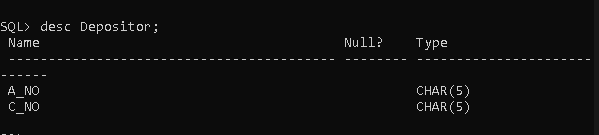 SQL> desc Depositor;
Name Null? Type
----------------------------------------- -------- ----------------------
------
A_NO CHAR(5)
C_NO CHAR(5)